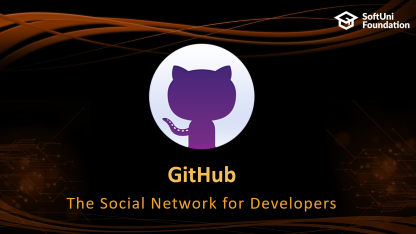 SoftUni
Foundation
GitHub
The Social Network for Developers